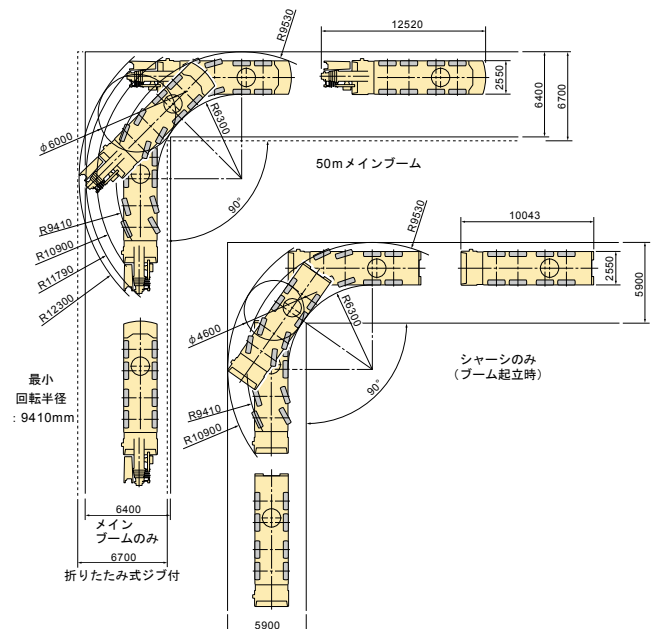 R9530
12520
2550
6400
6700
φ6000
R6300
50mメインブーム
90°
R9410
R10900
R11790
R12300
R9530
10043
2550
5900
R6300
φ4600
シャーシのみ
（ブーム起立時）
90°
最小
回転半径
：9410mm
R9410
R10900
6400
メイン
ブームのみ
6700
折りたたみ式ジブ付
5900